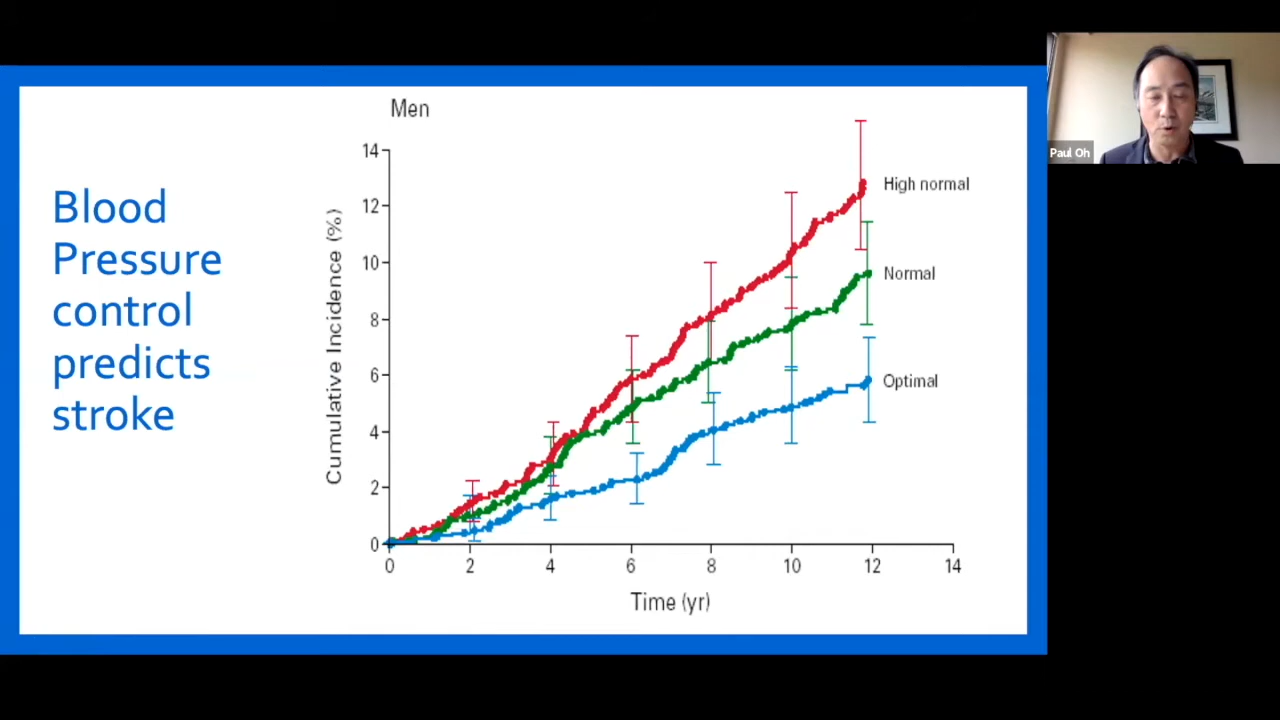 Blood
Pressure
control
predicts
stroke
Men
Cumulative Incidence (%)
14
12
10
8
6
4
2
0
High normal
Normal
Optimal
0 2 4 6 8 10 12 14
Time (yr)
Paul Oh